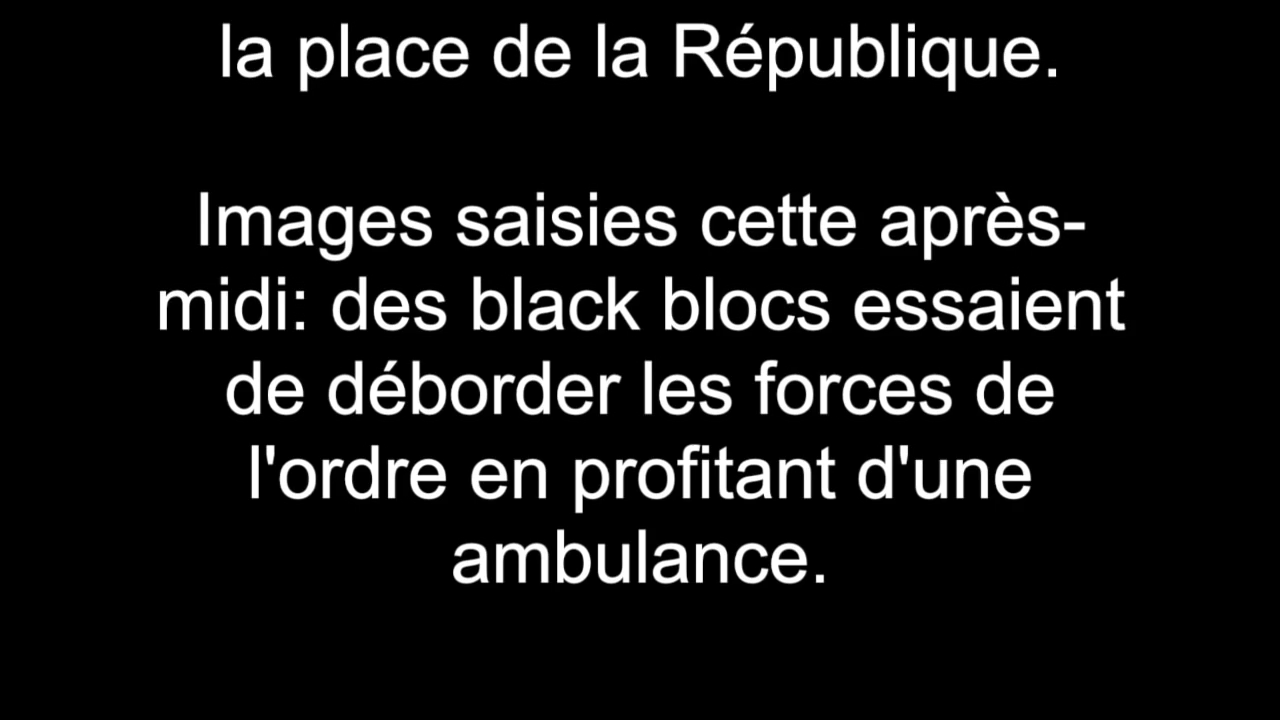 la place de la République.
Images saisies cette après-
midi: des black blocs essaient
de déborder les forces de
l'ordre en profitant d'une
ambulance.